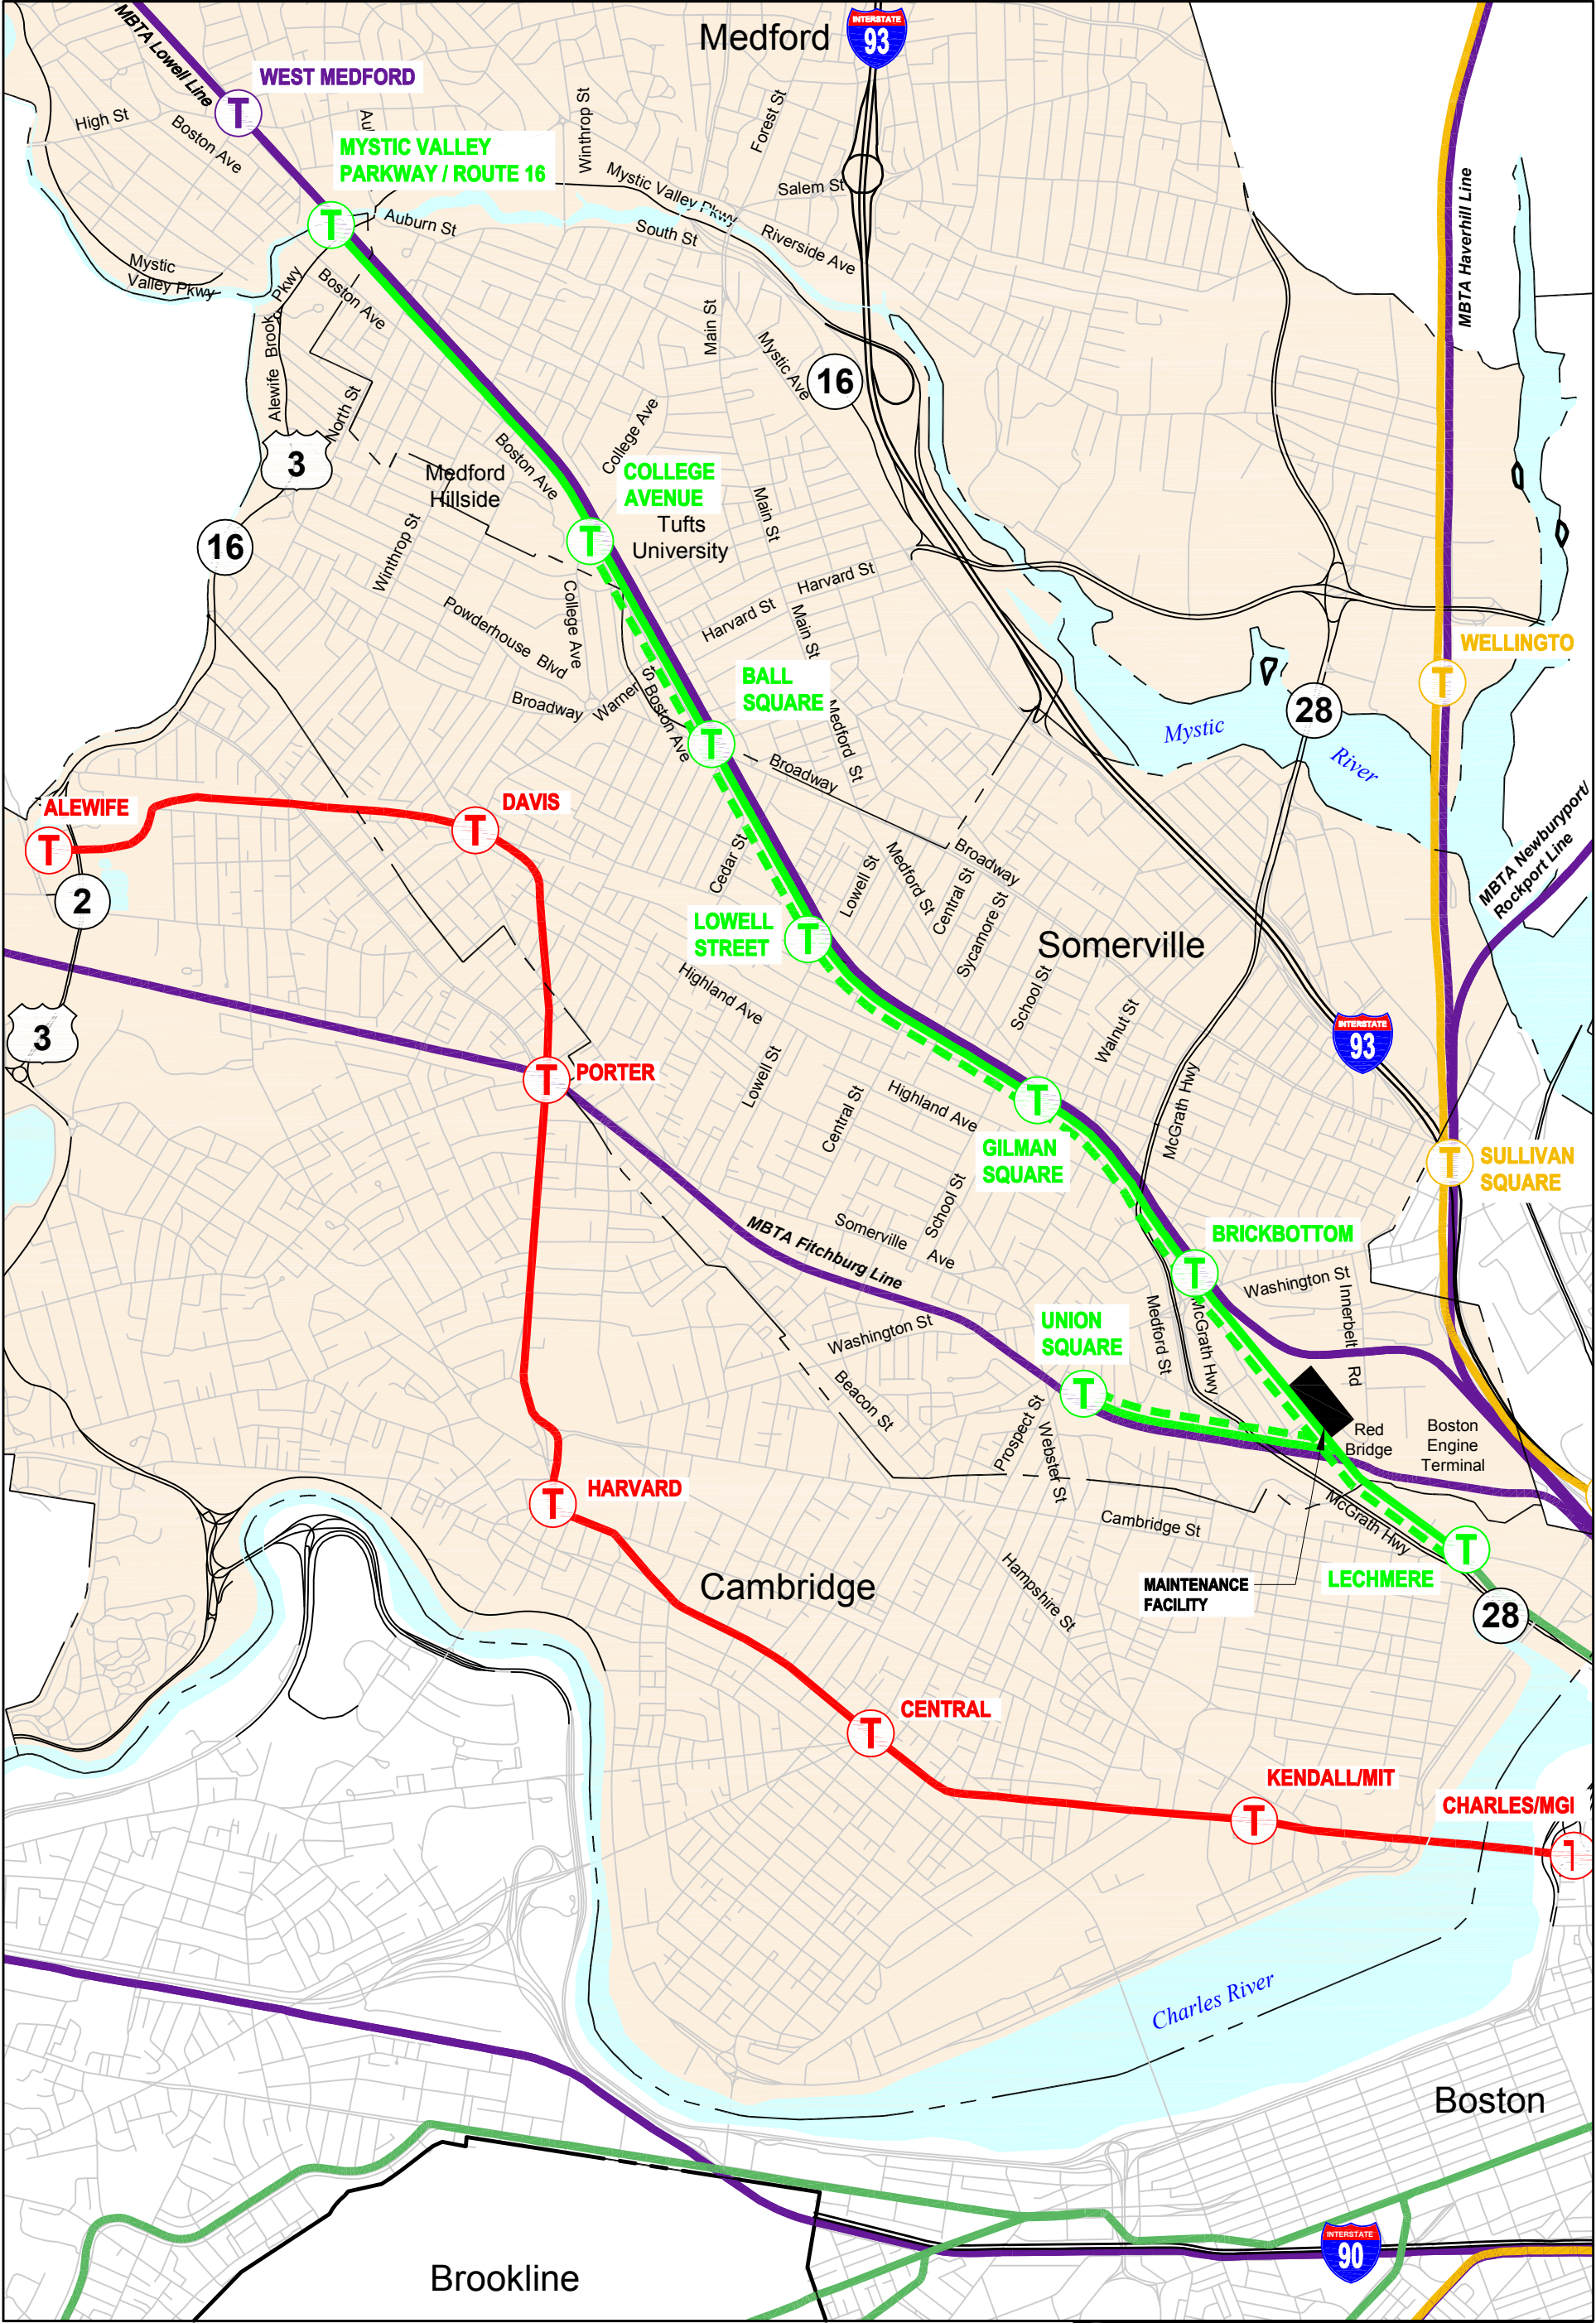 Medford
INTERSTATE
93
MBTA Lowell Line
WEST MEDFORD
T
High St
Boston Ave
Winthrop St
Forest St
MYSTIC VALLEY
PARKWAY / ROUTE 16
T
Auburn St
Mystic Valley Pkwy
Salem St
South St
Riverside Ave
MBTA Haverhill Line
Mystic
Valley Pkwy
Alewife Brook Pkwy
Boston Ave
Main St
Mystic Ave
16
North St
3
Medford
Hillside
Boston Ave
College Ave
COLLEGE
AVENUE
T
Tufts
University
Main St
16
Winthrop St
Powderhouse Blvd
College Ave
Harvard St
Harvard St
Main St
Broadway
Warner St
Boston Ave
BALL
SQUARE
T
Medford St
Broadway
WELLINGTO
T
28
Mystic
River
ALEWIFE
T
DAVIS
T
2
3
Cedar St
Lowell St
Medford St
Central St
Broadway
Sycamore St
LOWELL
STREET
T
Somerville
MBTA Newburyport/
Rockport Line
Highland Ave
School St
Walnut St
INTERSTATE
93
PORTER
T
Lowell St
Central St
Highland Ave
McGrath Hwy
T
GILMAN
SQUARE
T
SULLIVAN
SQUARE
School St
Somerville Ave
MBTA Fitchburg Line
BRICKBOTTOM
T
Washington St
Innerbelt Rd
UNION
SQUARE
T
Medford St
McGrath Hwy
Washington St
Beacon St
Prospect St
Webster St
Red
Bridge
Boston
Engine
Terminal
HARVARD
T
Cambridge St
McGrath Hwy
T
LECHMERE
Hampshire St
MAINTENANCE
FACILITY
28
Cambridge
CENTRAL
T
KENDALL/MIT
T
CHARLES/MG
Charles River
Boston
Brookline
INTERSTATE
90